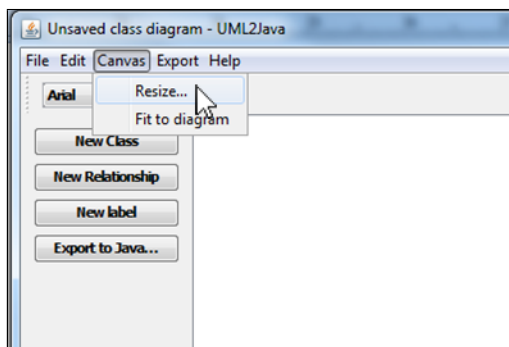 Unsaved class diagram - UML2Java
File Edit Canvas Export Help
Arial
Resize...
Fit to diagram
New Class
New Relationship
New label
Export to Java...